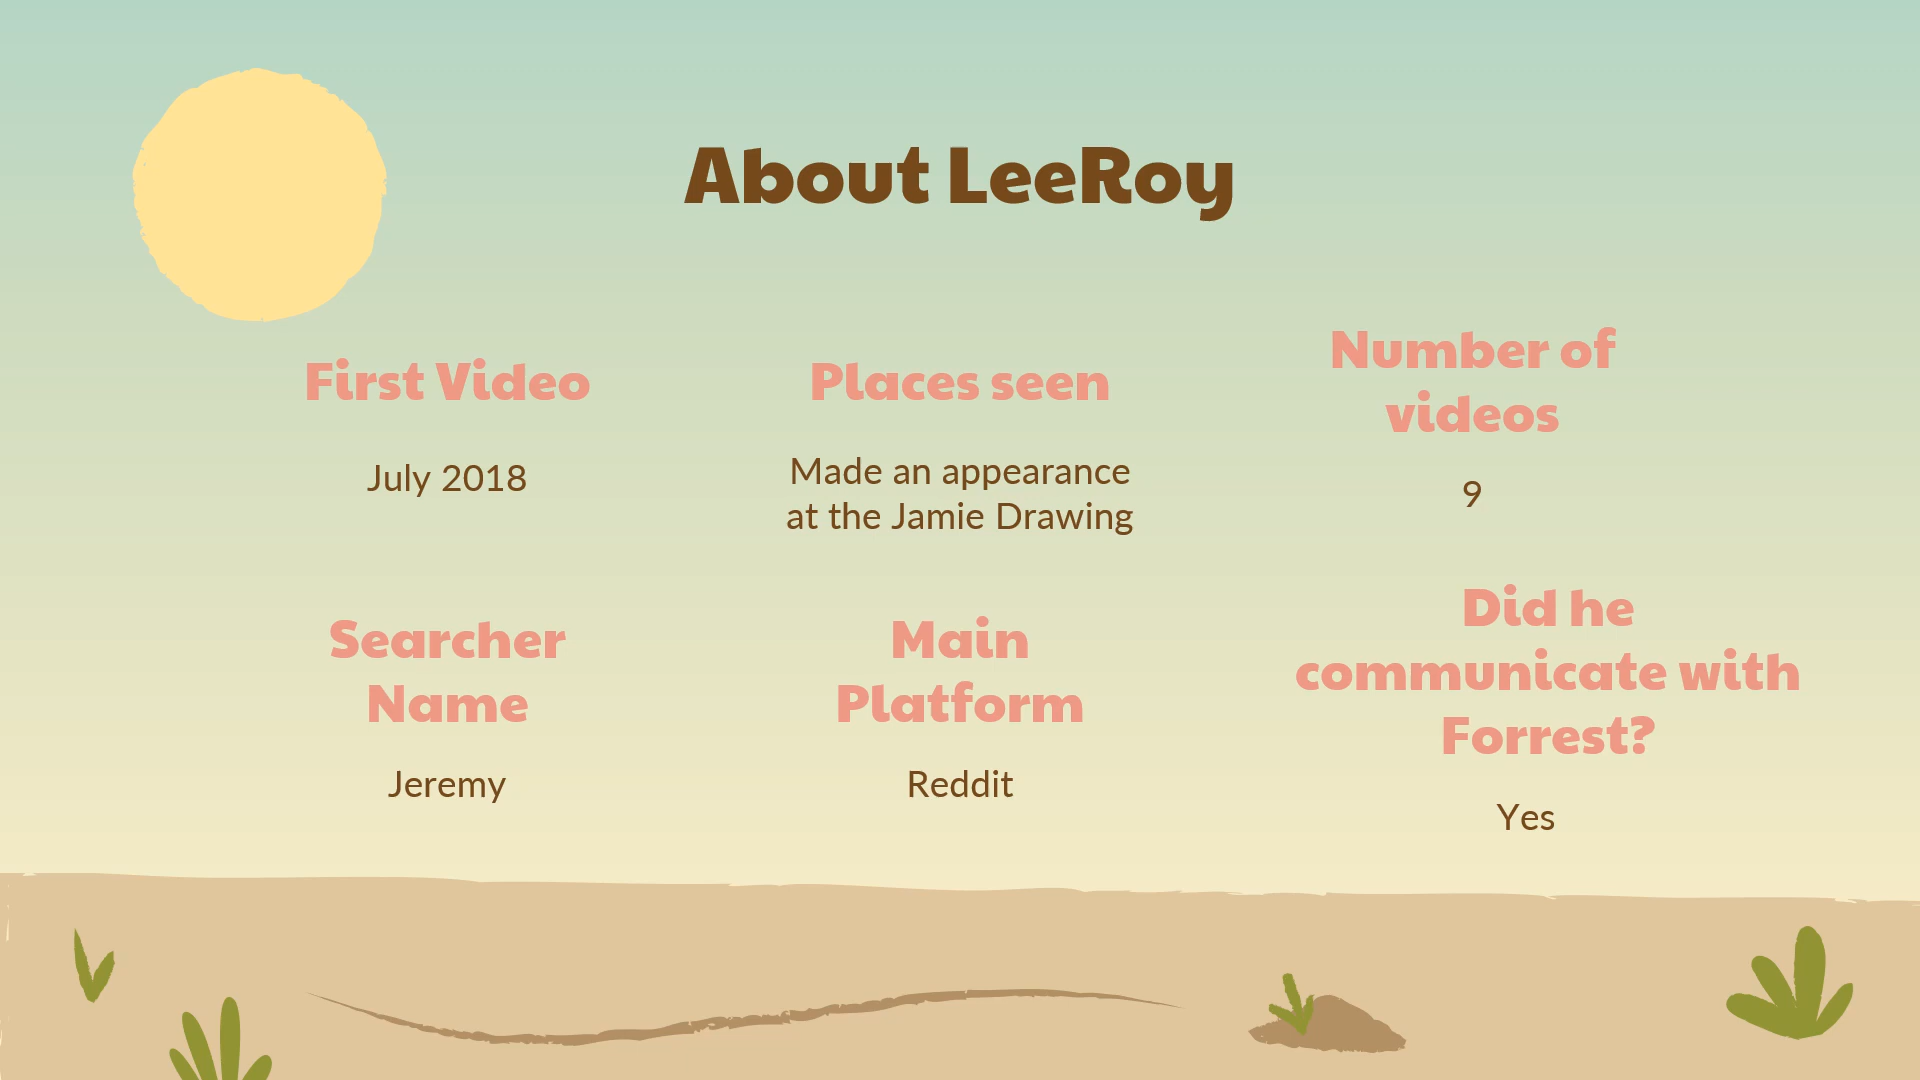 About LeeRoy
First Video
July 2018
Places seen
Made an appearance
at the Jamie Drawing
Number of
videos
9
Searcher
Name
Jeremy
Main
Platform
Reddit
Did he
communicate with
Forrest?
Yes